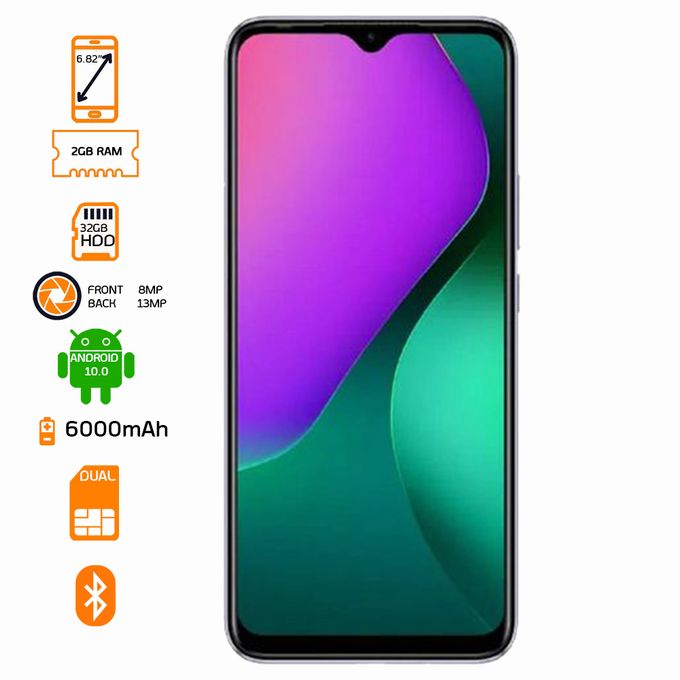 6.82"
2GB RAM
32GB
HDD
FRONT 8MP
BACK 13MP
ANDROID
10.0
6000mAh
DUAL